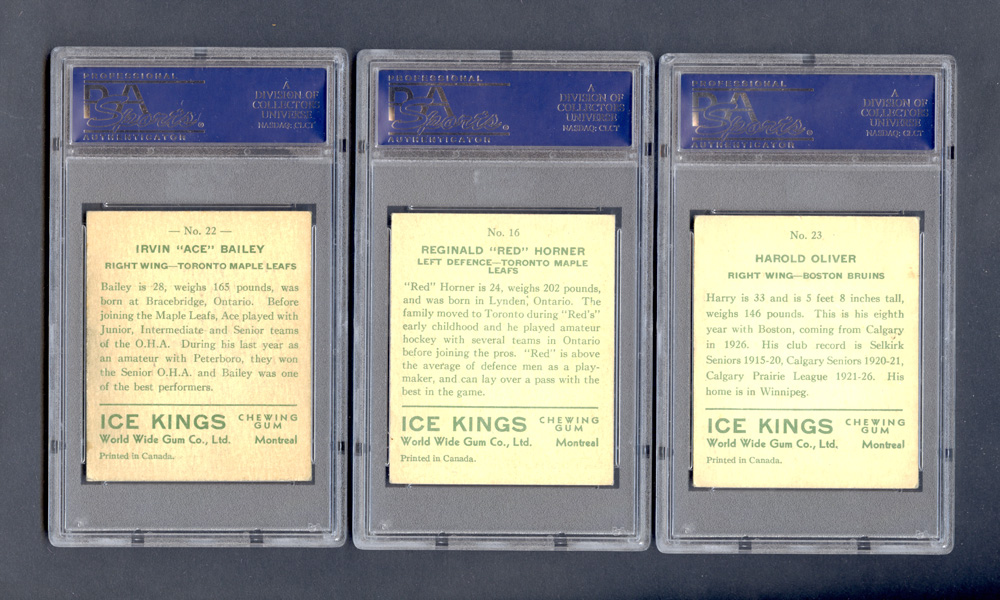 PROFESSIONAL
PSA
Sports.
AUTHENTICATOR
A
DIVISION OF
COLLECTORS
UNIVERSE
NASDAQ: CLCT
— No. 22 —
IRVIN "ACE" BAILEY
RIGHT WING—TORONTO MAPLE LEAFS
Bailey is 28, weighs 165 pounds, was
born at Bracebridge, Ontario. Before
joining the Maple Leafs, Ace played with
Junior, Intermediate and Senior teams
of the O.H.A. During his last year as
an amateur with Peterboro, they won
the Senior O.H.A. and Bailey was one
of the best performers.
ICE KINGS CHEWING GUM
World Wide Gum Co., Ltd. Montreal
Printed in Canada.
PROFESSIONAL
PSA
Sports.
AUTHENTICATOR
A
DIVISION OF
COLLECTORS
UNIVERSE
NASDAQ: CLCT
No. 16
REGINALD "RED" HORNER
LEFT DEFENCE—TORONTO MAPLE
LEAFS
"Red" Horner is 24, weighs 202 pounds,
and was born in Lynden, Ontario. The
family moved to Toronto during "Red's"
early childhood and he played amateur
hockey with several teams in Ontario
before joining the pros. "Red" is above
the average of defence men as a play-
maker, and can lay over a pass with the
best in the game.
ICE KINGS CHEWING GUM
World Wide Gum Co., Ltd. Montreal
Printed in Canada.
PROFESSIONAL
PSA
Sports.
AUTHENTICATOR
A
DIVISION OF
COLLECTORS
UNIVERSE
NASDAQ: CLCT
No. 23
HAROLD OLIVER
RIGHT WING—BOSTON BRUINS
Harry is 33 and is 5 feet 8 inches tall,
weighs 146 pounds. This is his eighth
year with Boston, coming from Calgary
in 1926. His club record is Selkirk
Seniors 1915-20, Calgary Seniors 1920-21,
Calgary Prairie League 1921-26. His
home is in Winnipeg.
ICE KINGS CHEWING GUM
World Wide Gum Co., Ltd. Montreal
Printed in Canada.